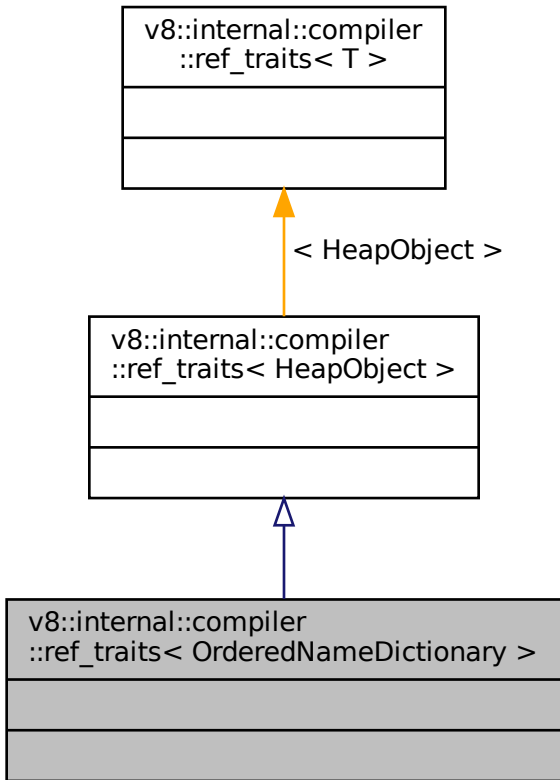 v8::internal::compiler
::ref_traits< T >
< HeapObject >
v8::internal::compiler
::ref_traits< HeapObject >
v8::internal::compiler
::ref_traits< OrderedNameDictionary >